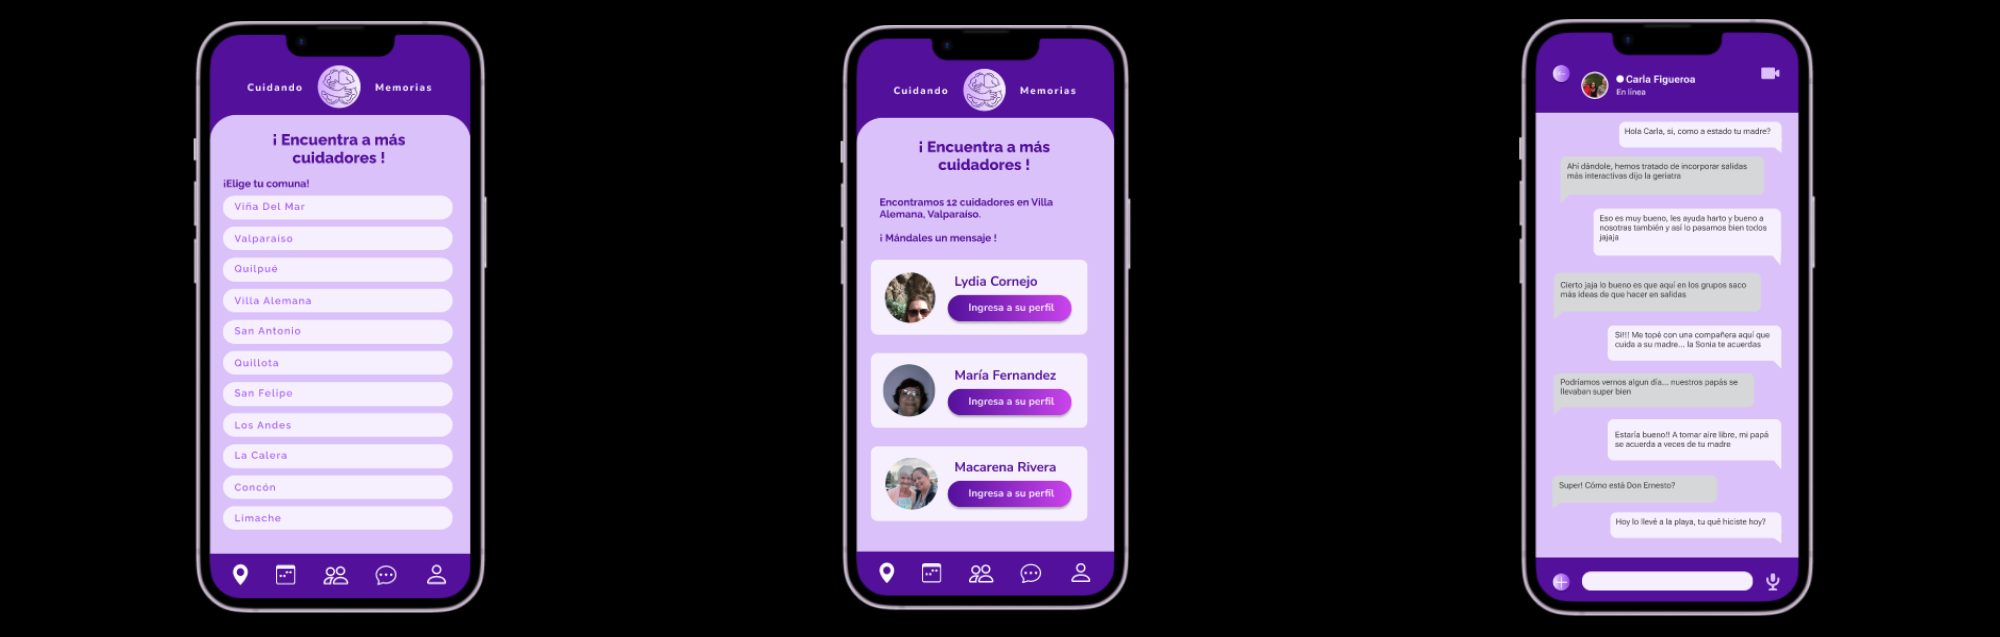 Cuidando Memorias
¡ Encuentra a más
cuidadores !
¡Elige tu comuna!
Viña Del Mar
Valparaíso
Quilpué
Villa Alemana
San Antonio
Quillota
San Felipe
Los Andes
La Calera
Concón
Limache
Cuidando Memorias
¡ Encuentra a más
cuidadores !
Encontramos 12 cuidadores en Villa
Alemana, Valparaíso.
¡ Mándales un mensaje !
Lydia Cornejo
Ingresa a su perfil
María Fernandez
Ingresa a su perfil
Macarena Rivera
Ingresa a su perfil
Carla Figueroa
En línea
Hola Carla, si, como a estado tu madre?
Ahí dándole, hemos tratado de incorporar salidas
más interactivas dijo la geriatra
Eso es muy bueno, les ayuda harto y bueno a
nosotras también y así lo pasamos bien todos
jajaja
Cierto jaja lo bueno es que aquí en los grupos saco
más ideas de que hacer en salidas
Si!!! Me topé con una compañera aquí que
cuida a su madre... la Sonia te acuerdas
Podríamos vernos algun día... nuestros papás se
llevaban super bien
Estaría bueno!! A tomar aire libre, mi papá
se acuerda a veces de tu madre
Super! Cómo está Don Ernesto?
Hoy lo llevé a la playa, tu qué hiciste hoy?